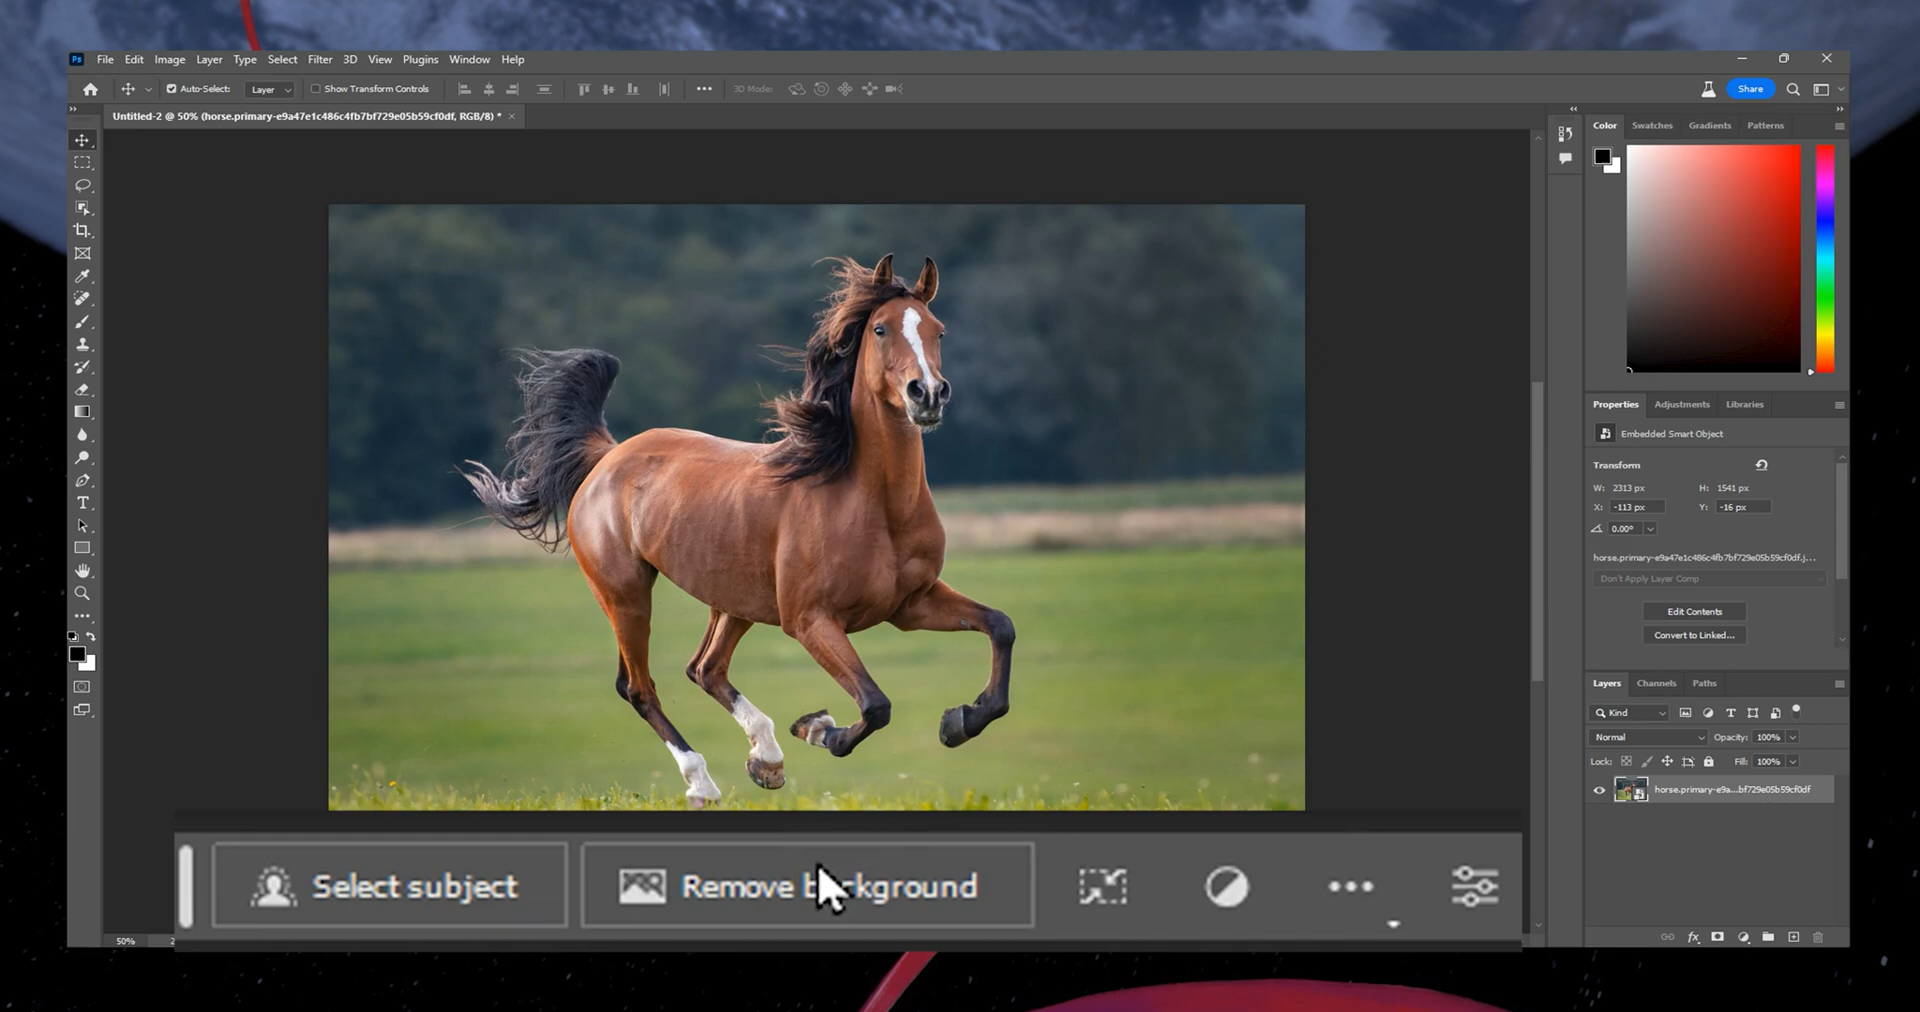 Ps File Edit Image Layer Type Select Filter 3D View Plugins Window Help
Auto-Select: Layer Show Transform Controls 3D Mode: Share
Untitled-2 @ 50% (horse.primary-e9a47e1c486c4fb7bf729e05b59cf0df, RGB/8) *
Color Swatches Gradients Patterns
Properties Adjustments Libraries
Embedded Smart Object
Transform
W: 2313 px H: 1541 px
X: -113 px Y: -16 px
0.00°
horse.primary-e9a47e1c486c4fb7bf729e05b59cf0df.j...
Don't Apply Layer Comp
Edit Contents
Convert to Linked...
Layers Channels Paths
Kind
Normal Opacity: 100%
Lock: Fill: 100%
horse.primary-e9a...bf729e05b59cf0df
Select subject Remove background
50%
fx